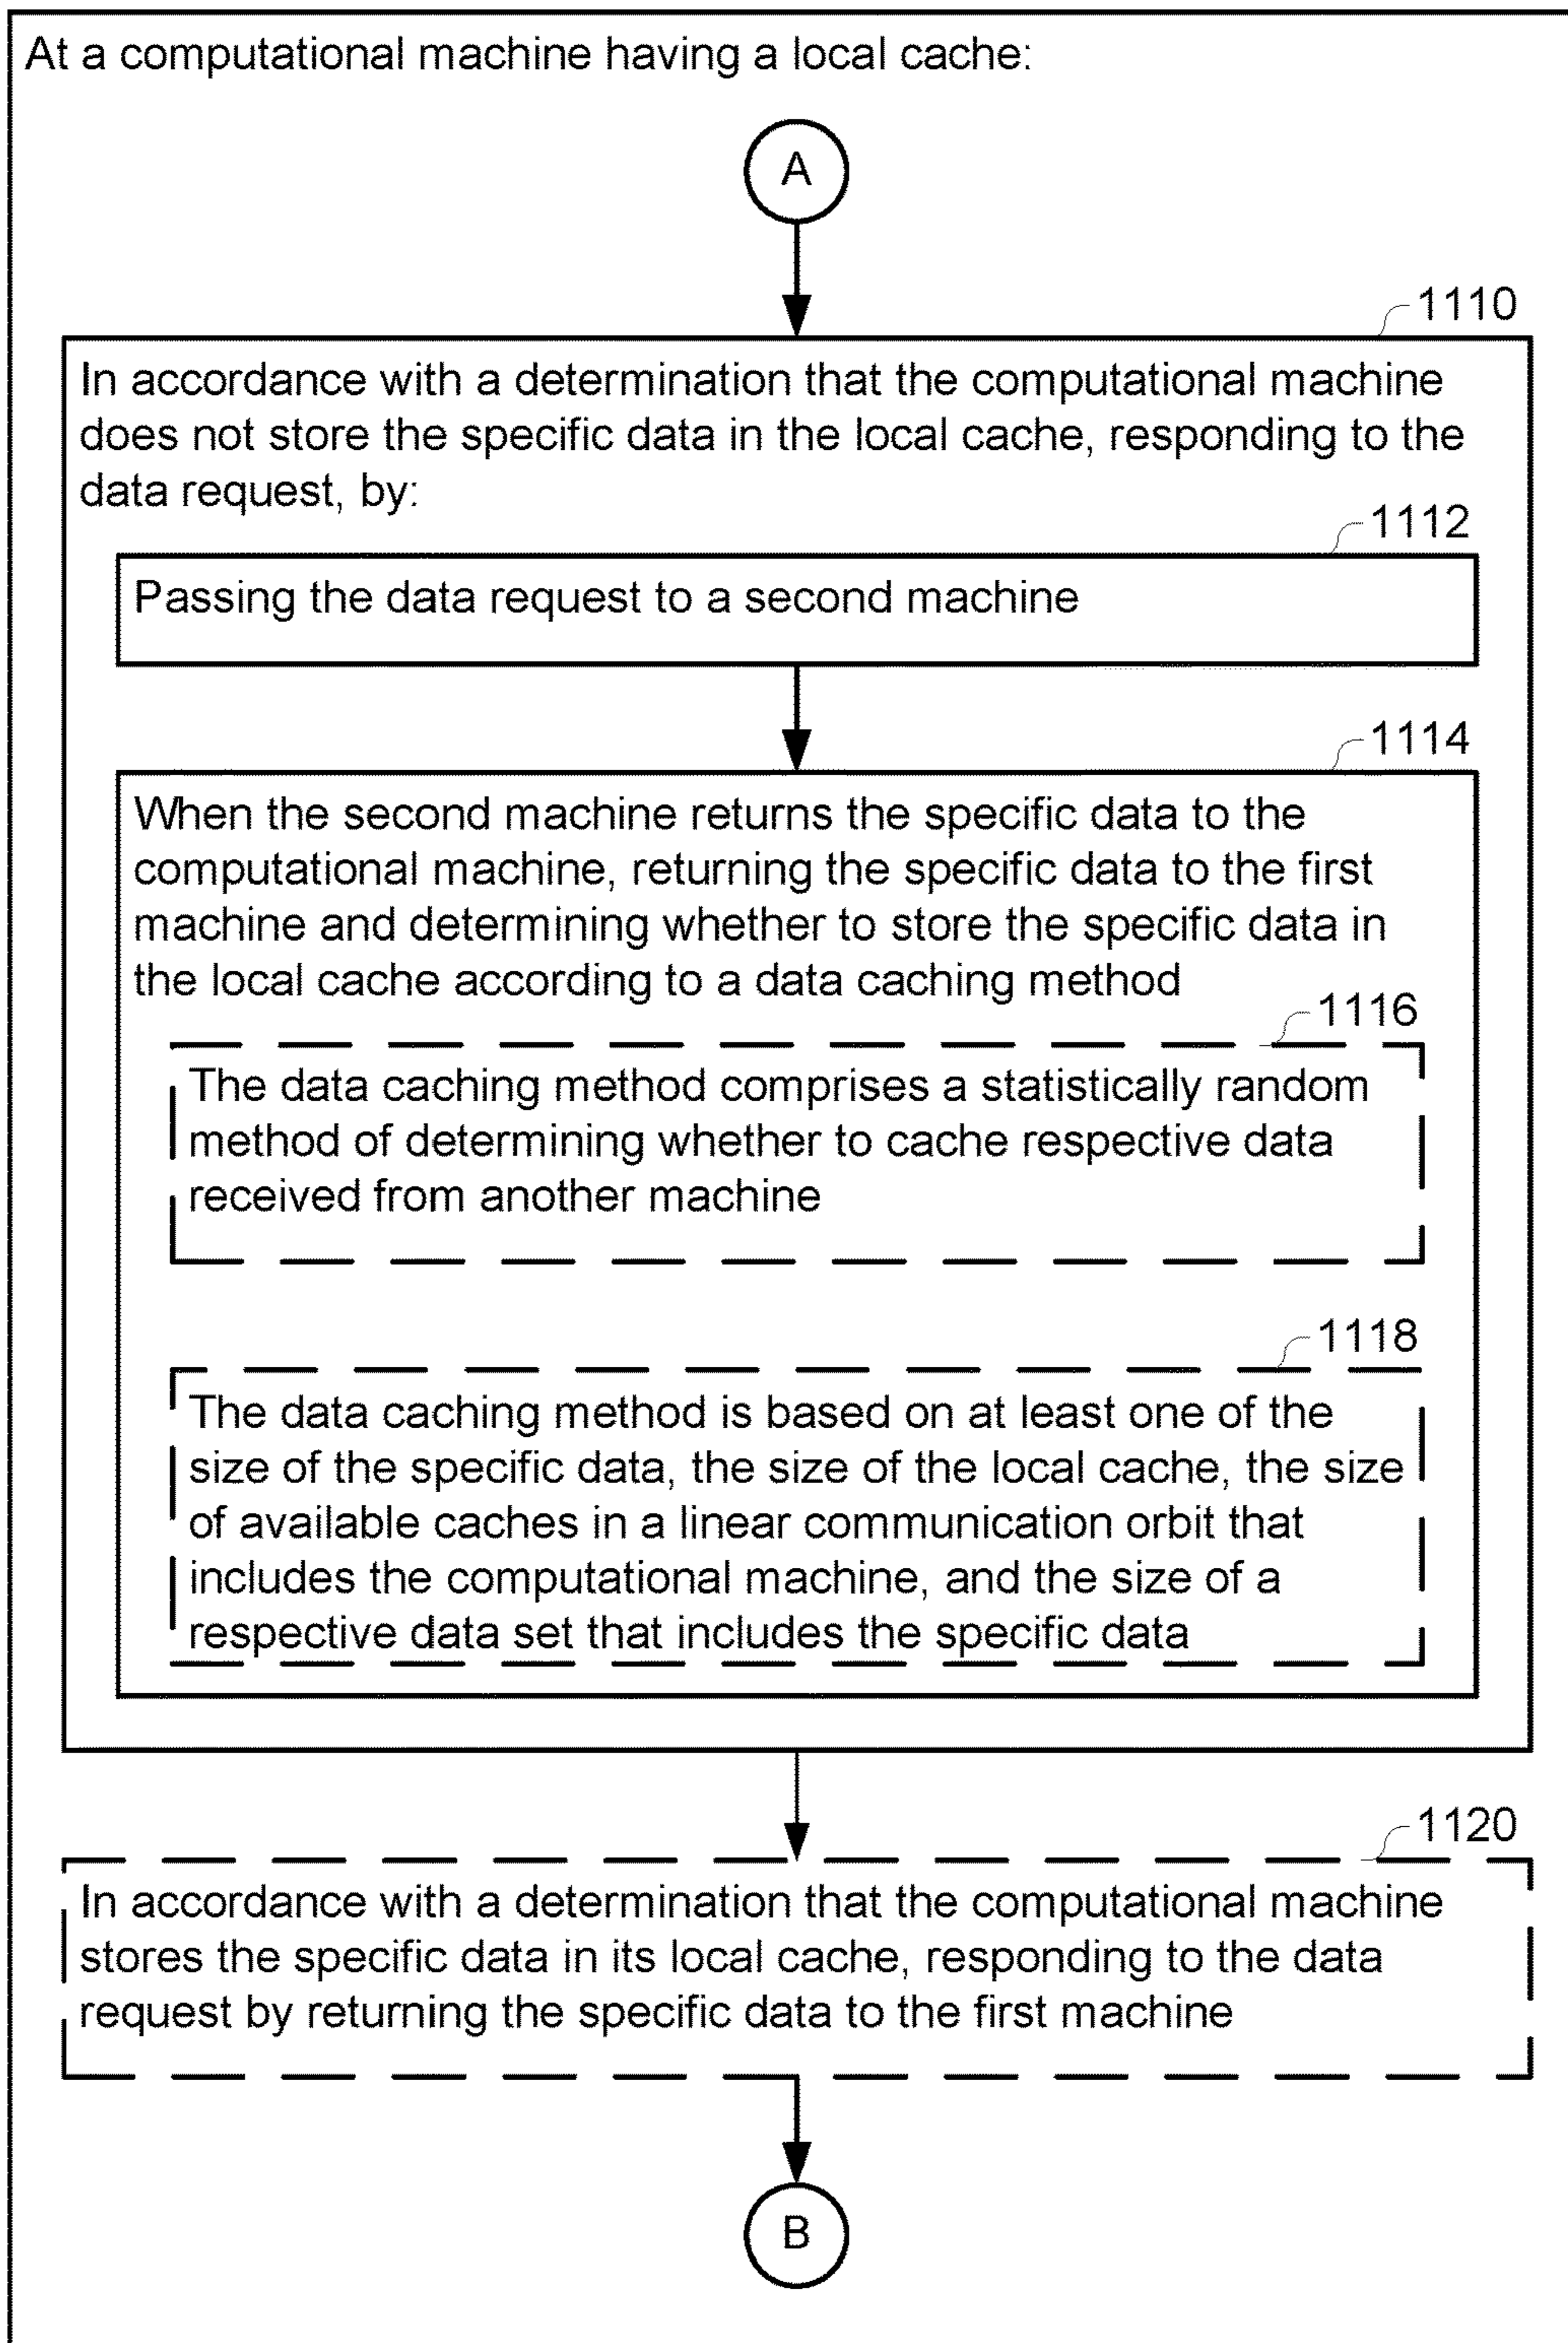 At a computational machine having a local cache:
A
1110
In accordance with a determination that the computational machine
does not store the specific data in the local cache, responding to the
data request, by:
1112
Passing the data request to a second machine
1114
When the second machine returns the specific data to the
computational machine, returning the specific data to the first
machine and determining whether to store the specific data in
the local cache according to a data caching method
1116
The data caching method comprises a statistically random
method of determining whether to cache respective data
received from another machine
1118
The data caching method is based on at least one of the
size of the specific data, the size of the local cache, the size
of available caches in a linear communication orbit that
includes the computational machine, and the size of a
respective data set that includes the specific data
1120
In accordance with a determination that the computational machine
stores the specific data in its local cache, responding to the data
request by returning the specific data to the first machine
B